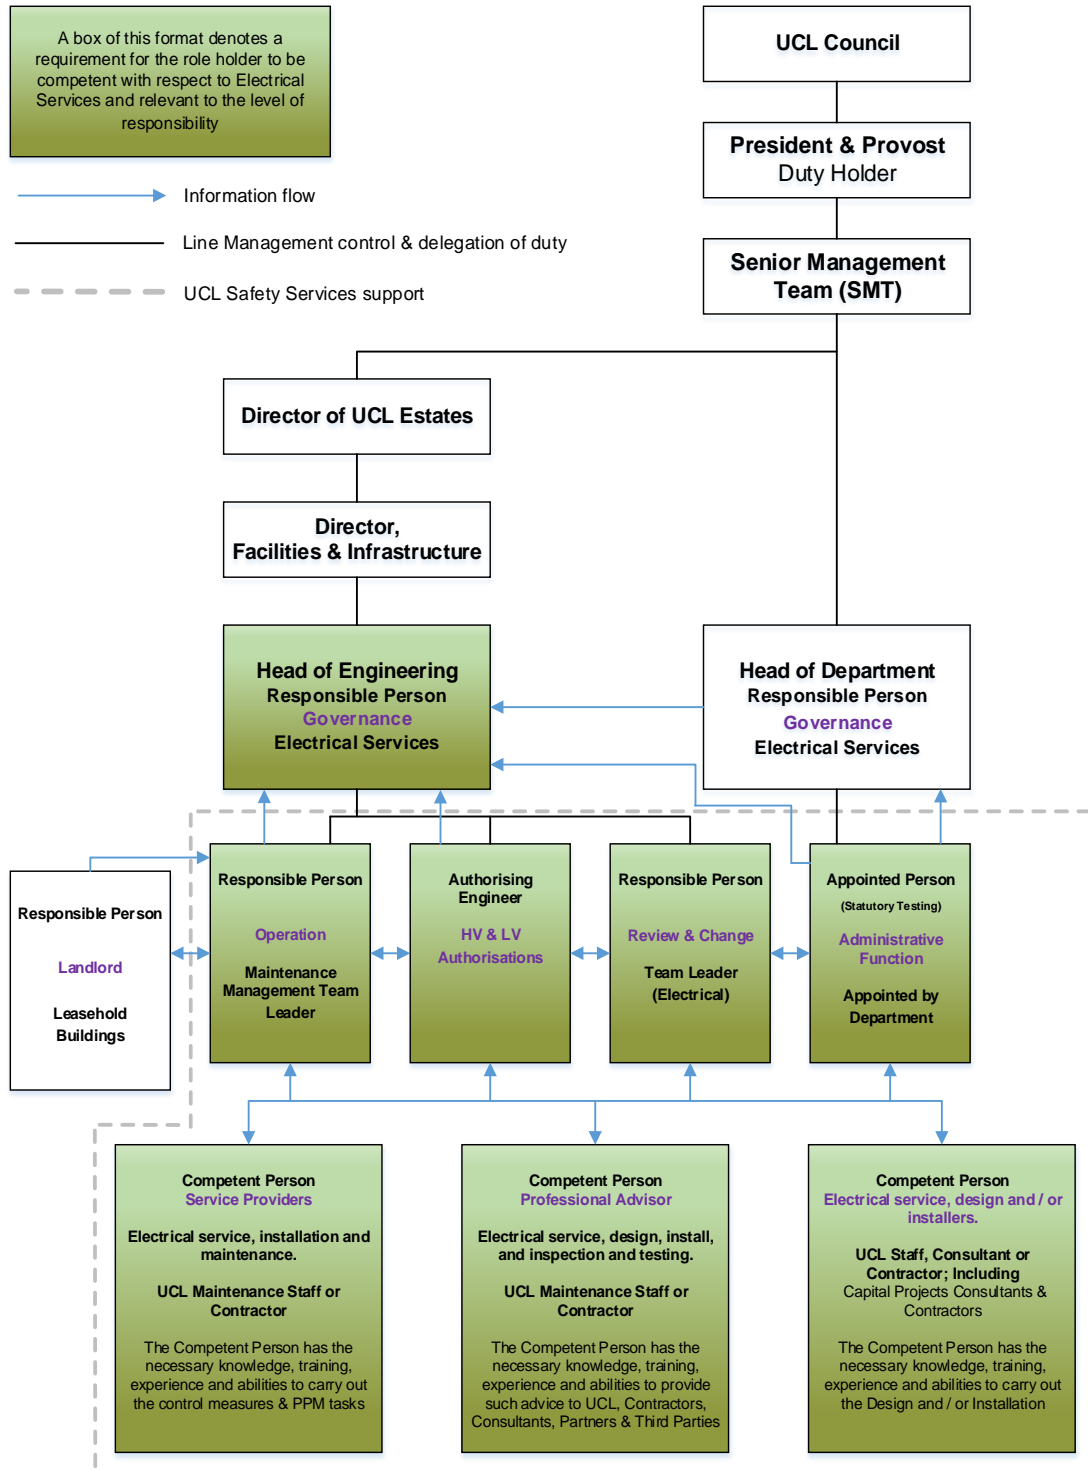 A box of this format denotes a
requirement for the role holder to be
competent with respect to Electrical
Services and relevant to the level of
responsibility
Information flow
Line Management control & delegation of duty
UCL Safety Services support
UCL Council
President & Provost
Duty Holder
Senior Management
Team (SMT)
Director of UCL Estates
Director,
Facilities & Infrastructure
Head of Engineering
Responsible Person
Governance
Electrical Services
Head of Department
Responsible Person
Governance
Electrical Services
Responsible Person
Landlord
Leasehold
Buildings
Responsible Person
Operation
Maintenance
Management Team
Leader
Authorising
Engineer
HV & LV
Authorisations
Responsible Person
Review & Change
Team Leader
(Electrical)
Appointed Person
(Statutory Testing)
Administrative
Function
Appointed by
Department
Competent Person
Service Providers
Electrical service, installation and
maintenance.
UCL Maintenance Staff or
Contractor
The Competent Person has the
necessary knowledge, training,
experience and abilities to carry out
the control measures & PPM tasks
Competent Person
Professional Advisor
Electrical service, design, install,
and inspection and testing.
UCL Maintenance Staff or
Contractor
The Competent Person has the
necessary knowledge, training,
experience and abilities to provide
such advice to UCL, Contractors,
Consultants, Partners & Third Parties
Competent Person
Electrical service, design and / or
installers.
UCL Staff, Consultant or
Contractor; Including
Capital Projects Consultants &
Contractors
The Competent Person has the
necessary knowledge, training,
experience and abilities to carry out
the Design and / or Installation